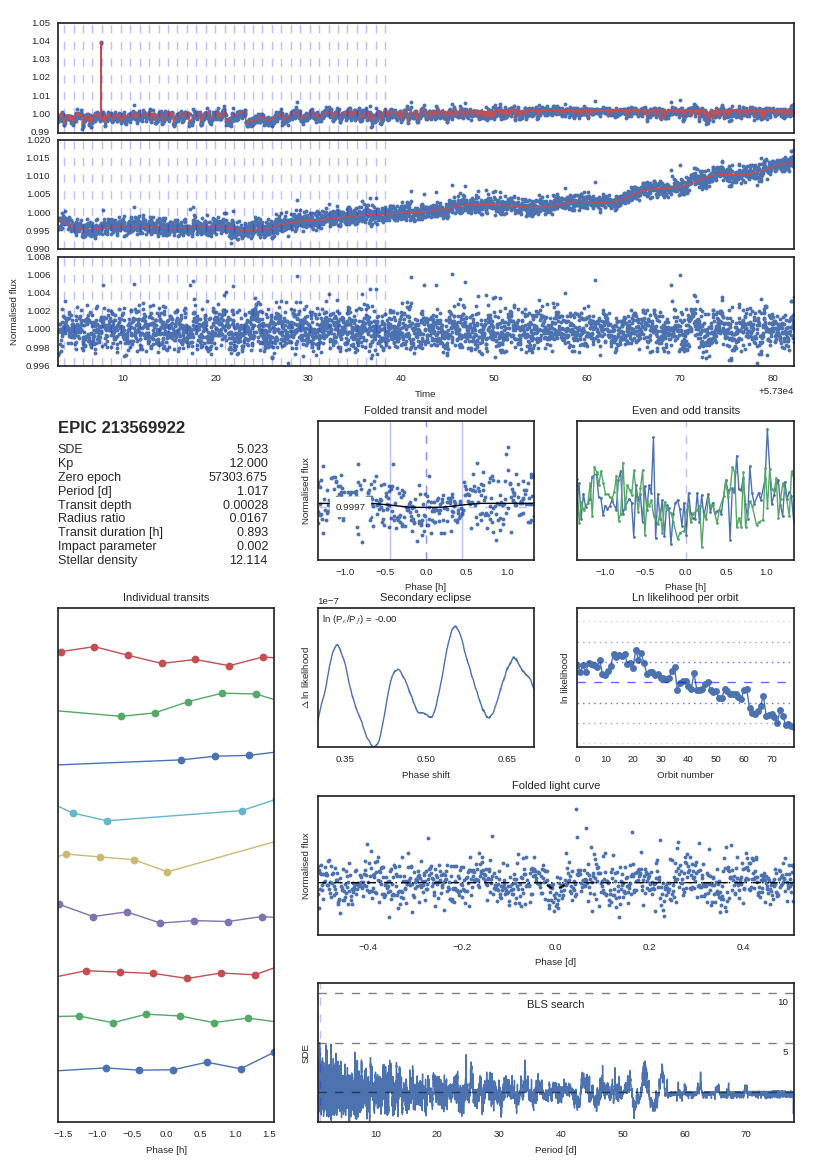 1.05
1.04
1.03
1.02
1.01
1.00
0.99
1.020
1.015
1.010
1.005
1.000
0.995
0.990
1.008
1.006
1.004
1.002
1.000
0.998
0.996
Normalised flux
10 20 30 40 50 60 70 80
Time
+5.73e4
EPIC 213569922
SDE 5.023
Kp 12.000
Zero epoch 57303.675
Period [d] 1.017
Transit depth 0.00028
Radius ratio 0.0167
Transit duration [h] 0.893
Impact parameter 0.002
Stellar density 12.114
Folded transit and model
Normalised flux
0.9997
−1.0 −0.5 0.0 0.5 1.0
Phase [h]
Even and odd transits
−1.0 −0.5 0.0 0.5 1.0
Phase [h]
Individual transits
−1.5 −1.0 −0.5 0.0 0.5 1.0 1.5
Phase [h]
Secondary eclipse
1e−7
ln (Pₑ/P_f) = -0.00
Δ ln likelihood
0.35 0.50 0.65
Phase shift
Ln likelihood per orbit
ln likelihood
0 10 20 30 40 50 60 70
Orbit number
Folded light curve
Normalised flux
−0.4 −0.2 0.0 0.2 0.4
Phase [d]
BLS search
10
5
SDE
10 20 30 40 50 60 70
Period [d]